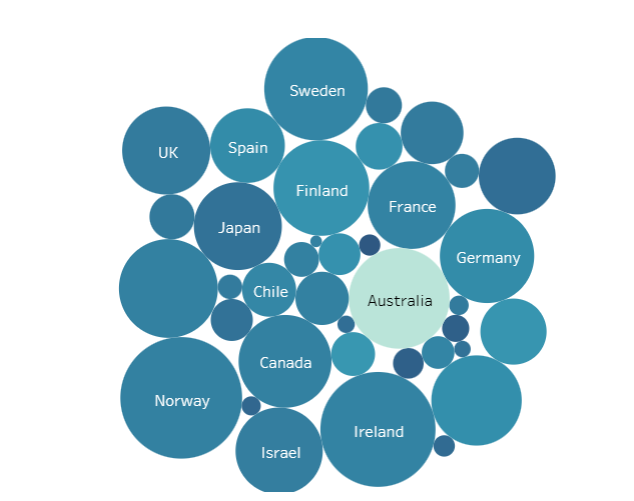 Sweden
UK
Spain
Finland
France
Japan
Germany
Chile
Australia
Canada
Norway
Ireland
Israel